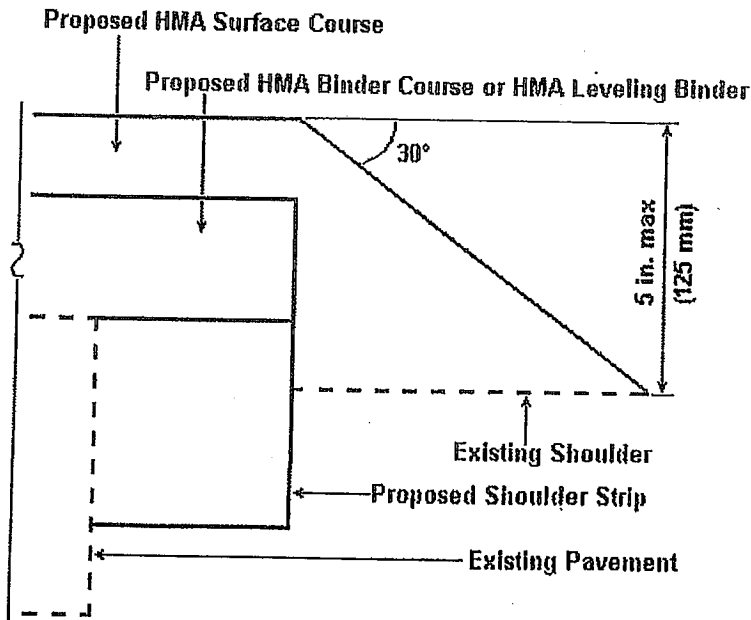 Proposed HMA Surface Course
Proposed HMA Binder Course or HMA Leveling Binder
30°
5 in. max
(125 mm)
Existing Shoulder
Proposed Shoulder Strip
Existing Pavement